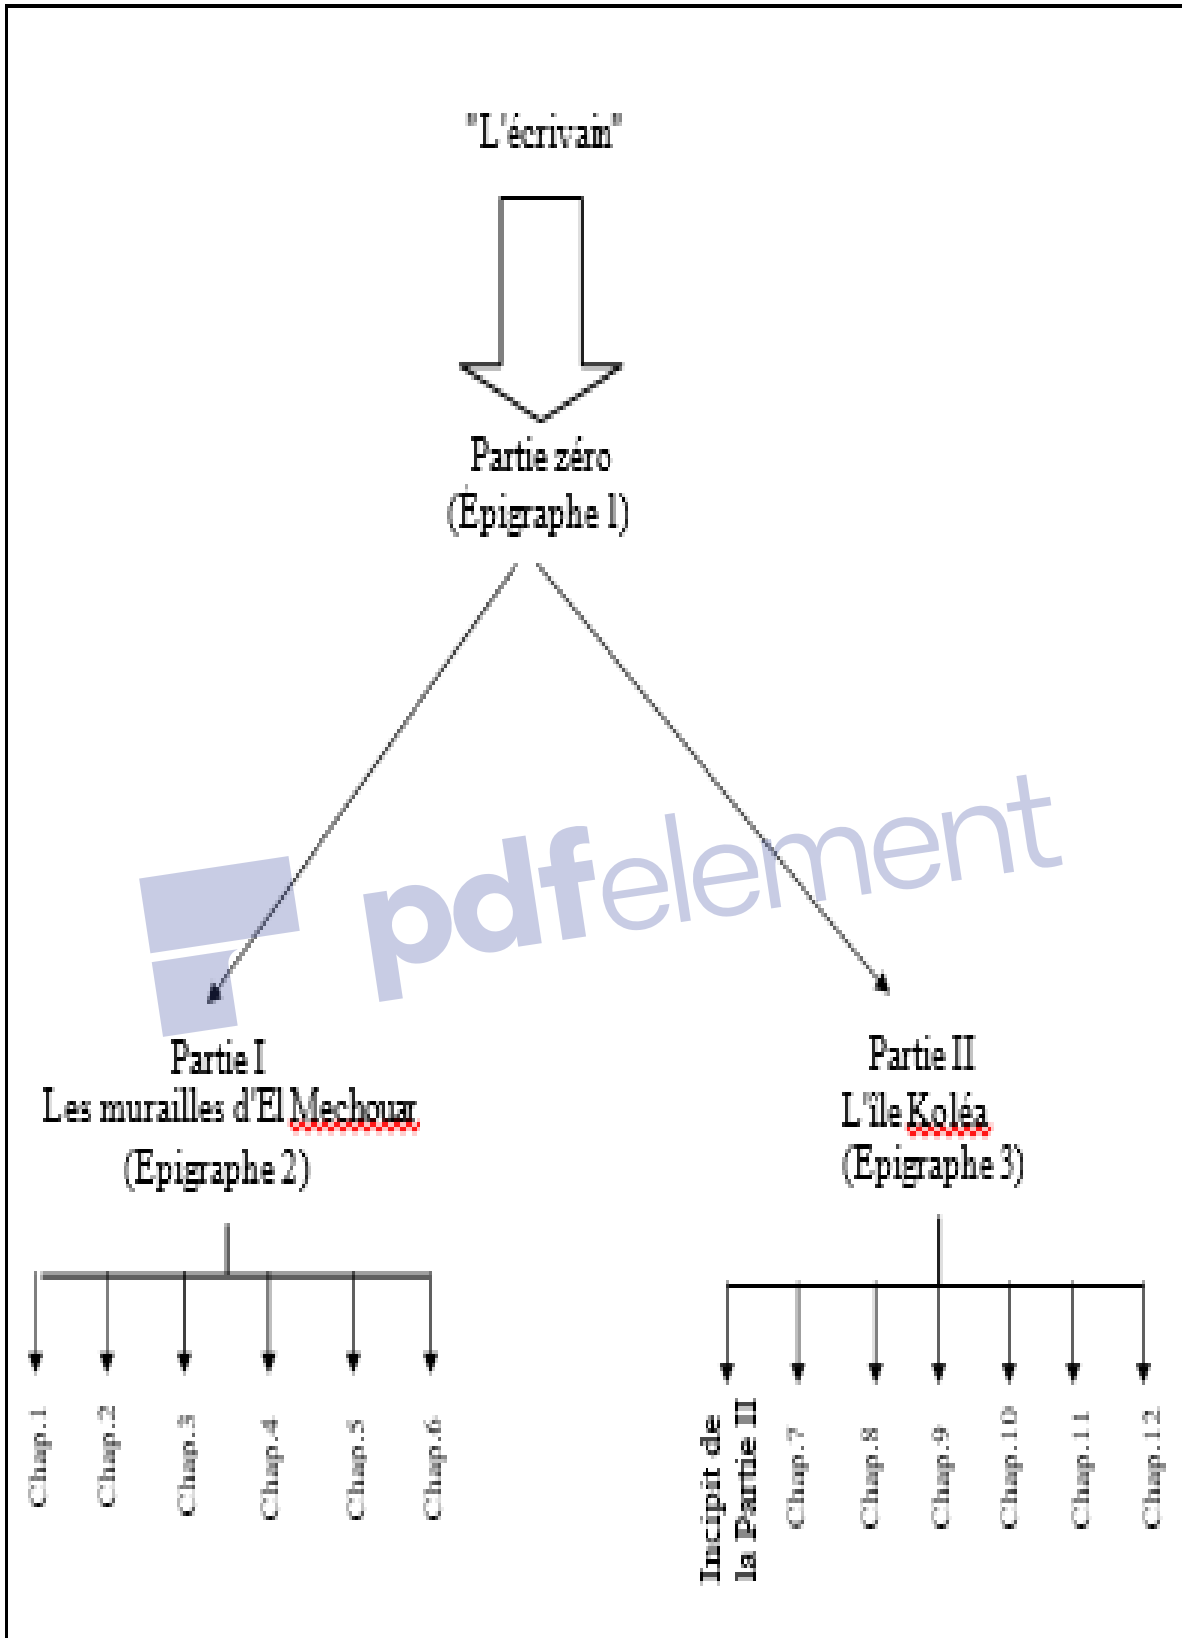 "L'écrivain"
Partie zéro
(Épigraphe 1)
pdfelement
Partie I
Les murailles d'El Mechouar
(Epigraphe 2)
Partie II
L'île Koléa
(Epigraphe 3)
Chap.1
Chap.2
Chap.3
Chap.4
Chap.5
Chap.6
Incipit de
la Partie II
Chap.7
Chap.8
Chap.9
Chap.10
Chap.11
Chap.12